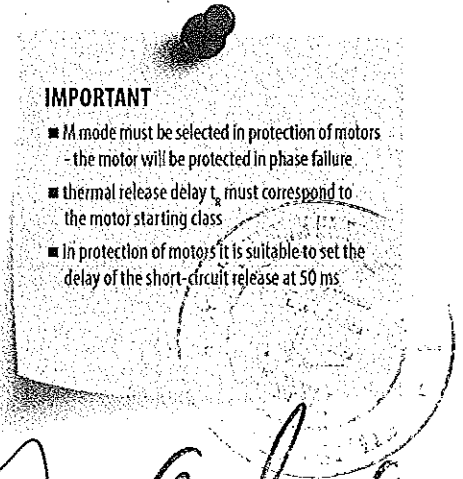 IMPORTANT
■ M mode must be selected in protection of motors
- the motor will be protected in phase failure
■ thermal release delay tR must correspond to
the motor starting class
■ In protection of motors it is suitable to set the
delay of the short-circuit release at 50 ms